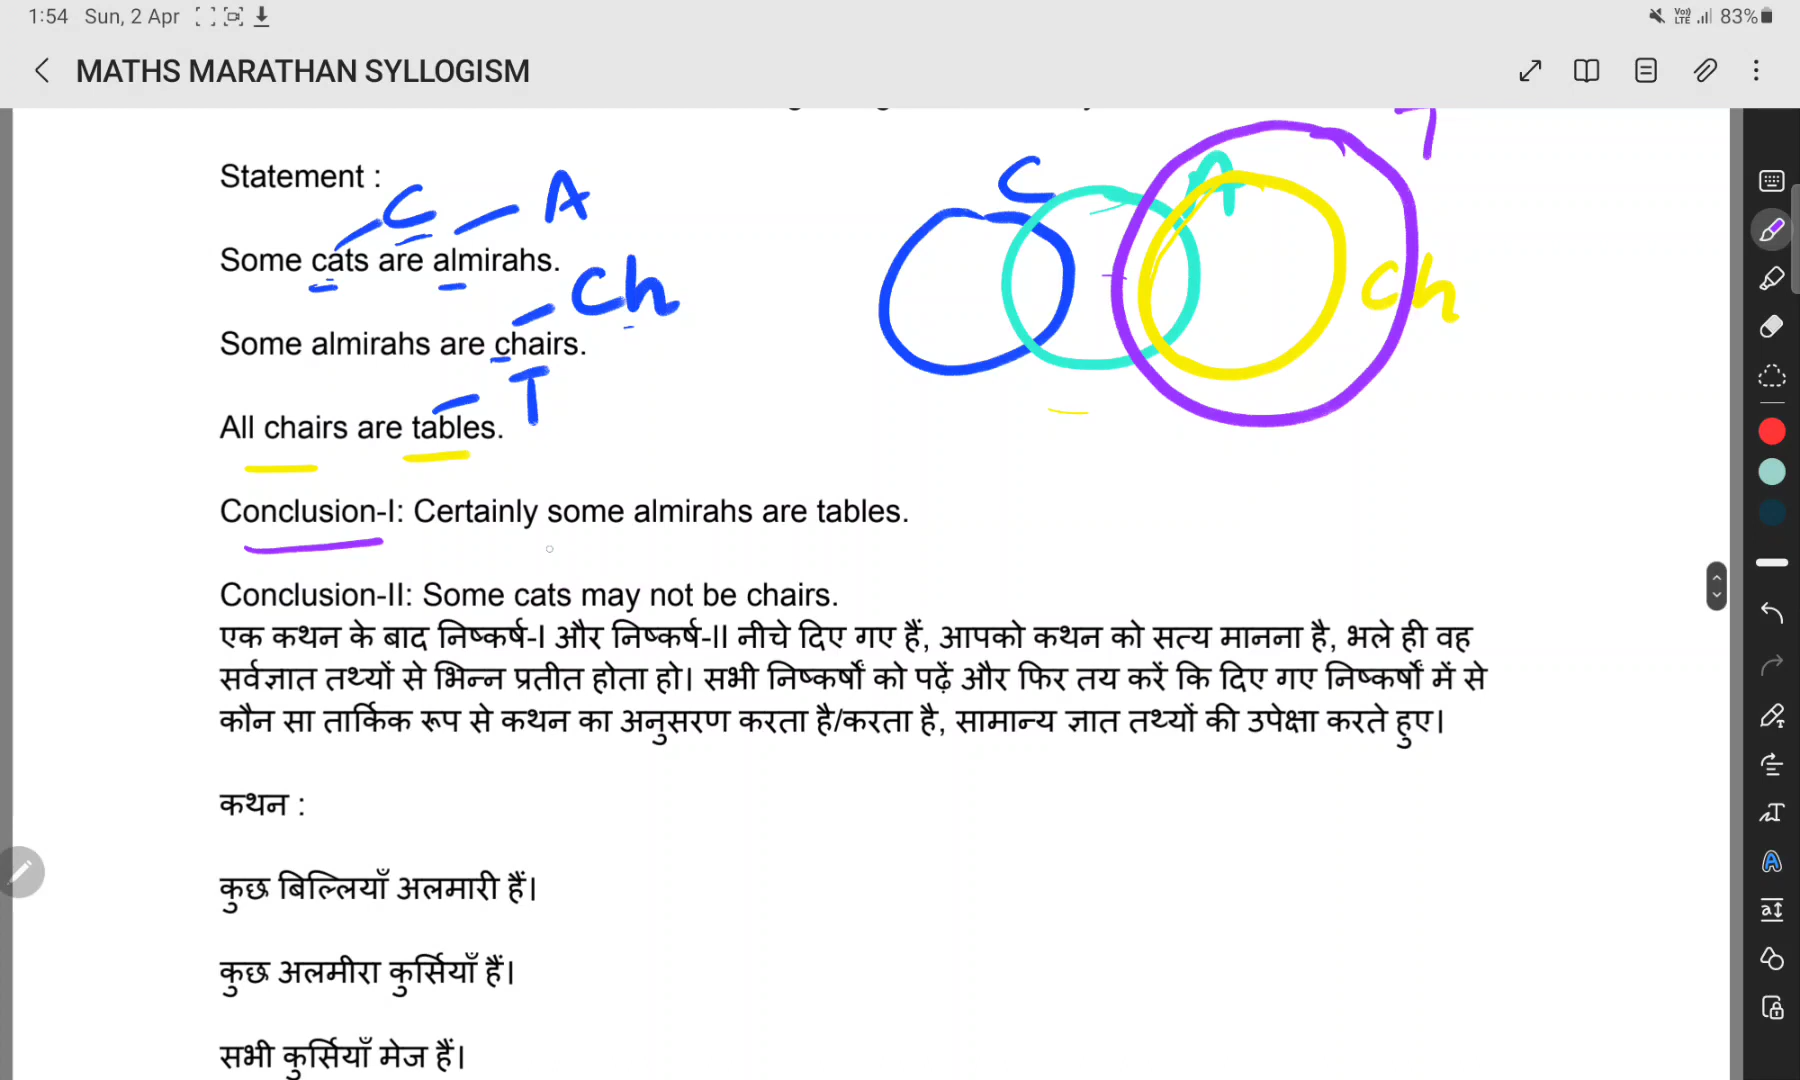 1:54 Sun, 2 Apr
83%
MATHS MARATHAN SYLLOGISM
Statement :
C A
Some cats are almirahs.
Ch
Some almirahs are chairs.
T
All chairs are tables.
C A
Ch
Conclusion-I: Certainly some almirahs are tables.
Conclusion-II: Some cats may not be chairs.
एक कथन के बाद निष्कर्ष-I और निष्कर्ष-II नीचे दिए गए हैं, आपको कथन को सत्य मानना है, भले ही वह
सर्वज्ञात तथ्यों से भिन्न प्रतीत होता हो। सभी निष्कर्षों को पढ़ें और फिर तय करें कि दिए गए निष्कर्षों में से
कौन सा तार्किक रूप से कथन का अनुसरण करता है/करता है, सामान्य ज्ञात तथ्यों की उपेक्षा करते हुए।
कथन :
कुछ बिल्लियाँ अलमारी हैं।
कुछ अलमीरा कुर्सियाँ हैं।
सभी कुर्सियाँ मेज हैं।